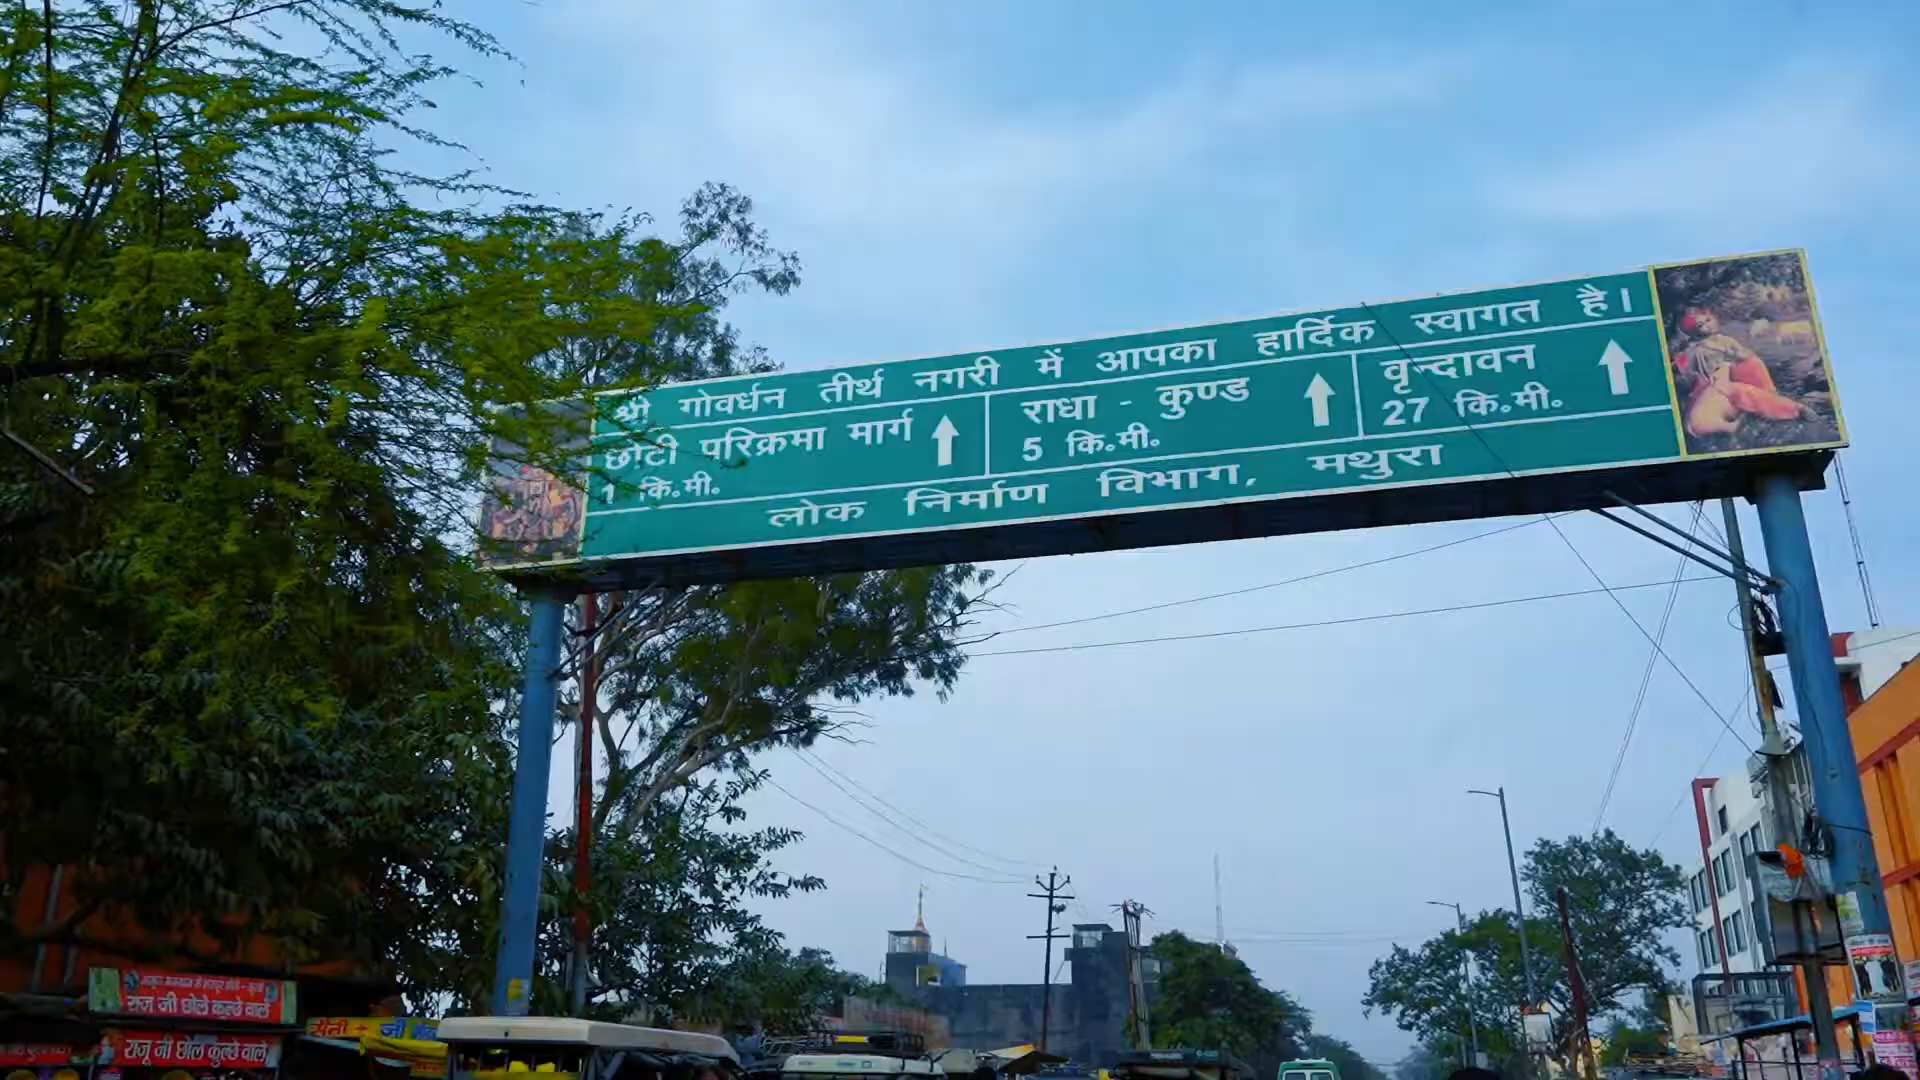 श्री गोवर्धन तीर्थ नगरी में आपका हार्दिक स्वागत है।
छोटी परिक्रमा मार्ग
1 कि॰मी॰
राधा - कुण्ड
5 कि॰मी॰
वृन्दावन
27 कि॰मी॰
लोक निर्माण विभाग, मथुरा
राजू जी छोले कुल्छे वाले
राजू जी छोले कुल्छे वाले